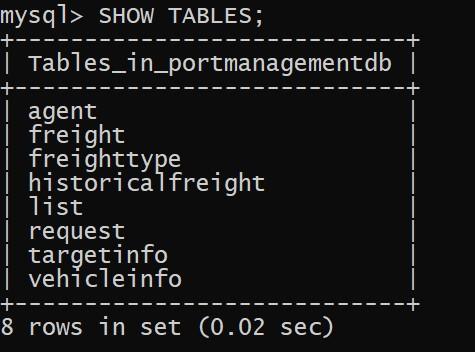 mysql> SHOW TABLES;
+-----------------------------+
| Tables_in_portmanagementdb |
+-----------------------------+
| agent |
| freight |
| freighttype |
| historicalfreight |
| list |
| request |
| targetinfo |
| vehicleinfo |
+-----------------------------+
8 rows in set (0.02 sec)